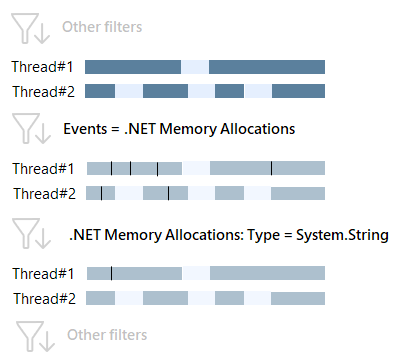 Other filters
Thread#1
Thread#2
Events = .NET Memory Allocations
Thread#1
Thread#2
.NET Memory Allocations: Type = System.String
Thread#1
Thread#2
Other filters